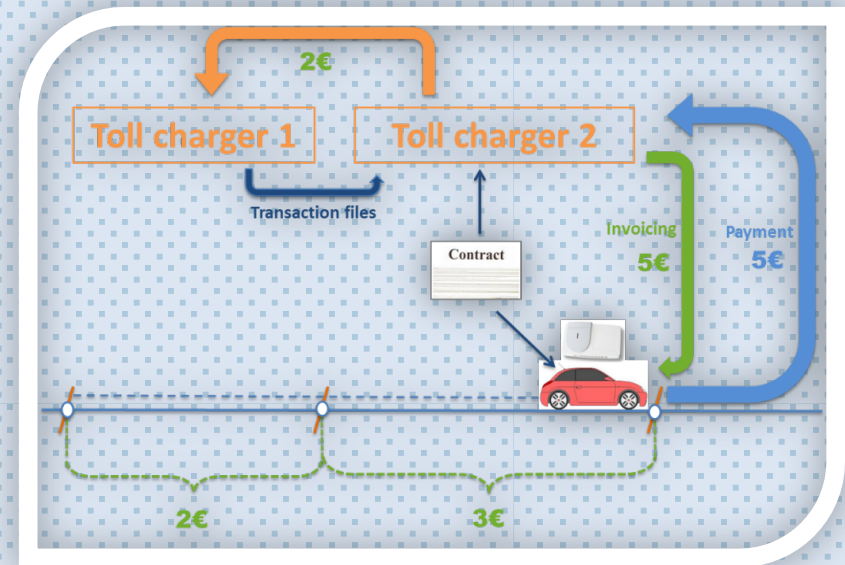 2€
Toll charger 1
Toll charger 2
Transaction files
Contract
Invoicing
5€
Payment
5€
2€
3€